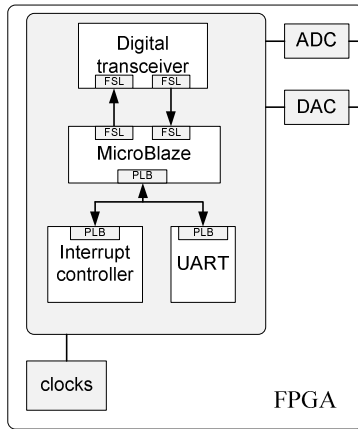 Digital
transceiver
FSL FSL
FSL FSL
MicroBlaze
PLB
PLB
Interrupt
controller
PLB
UART
ADC
DAC
clocks
FPGA